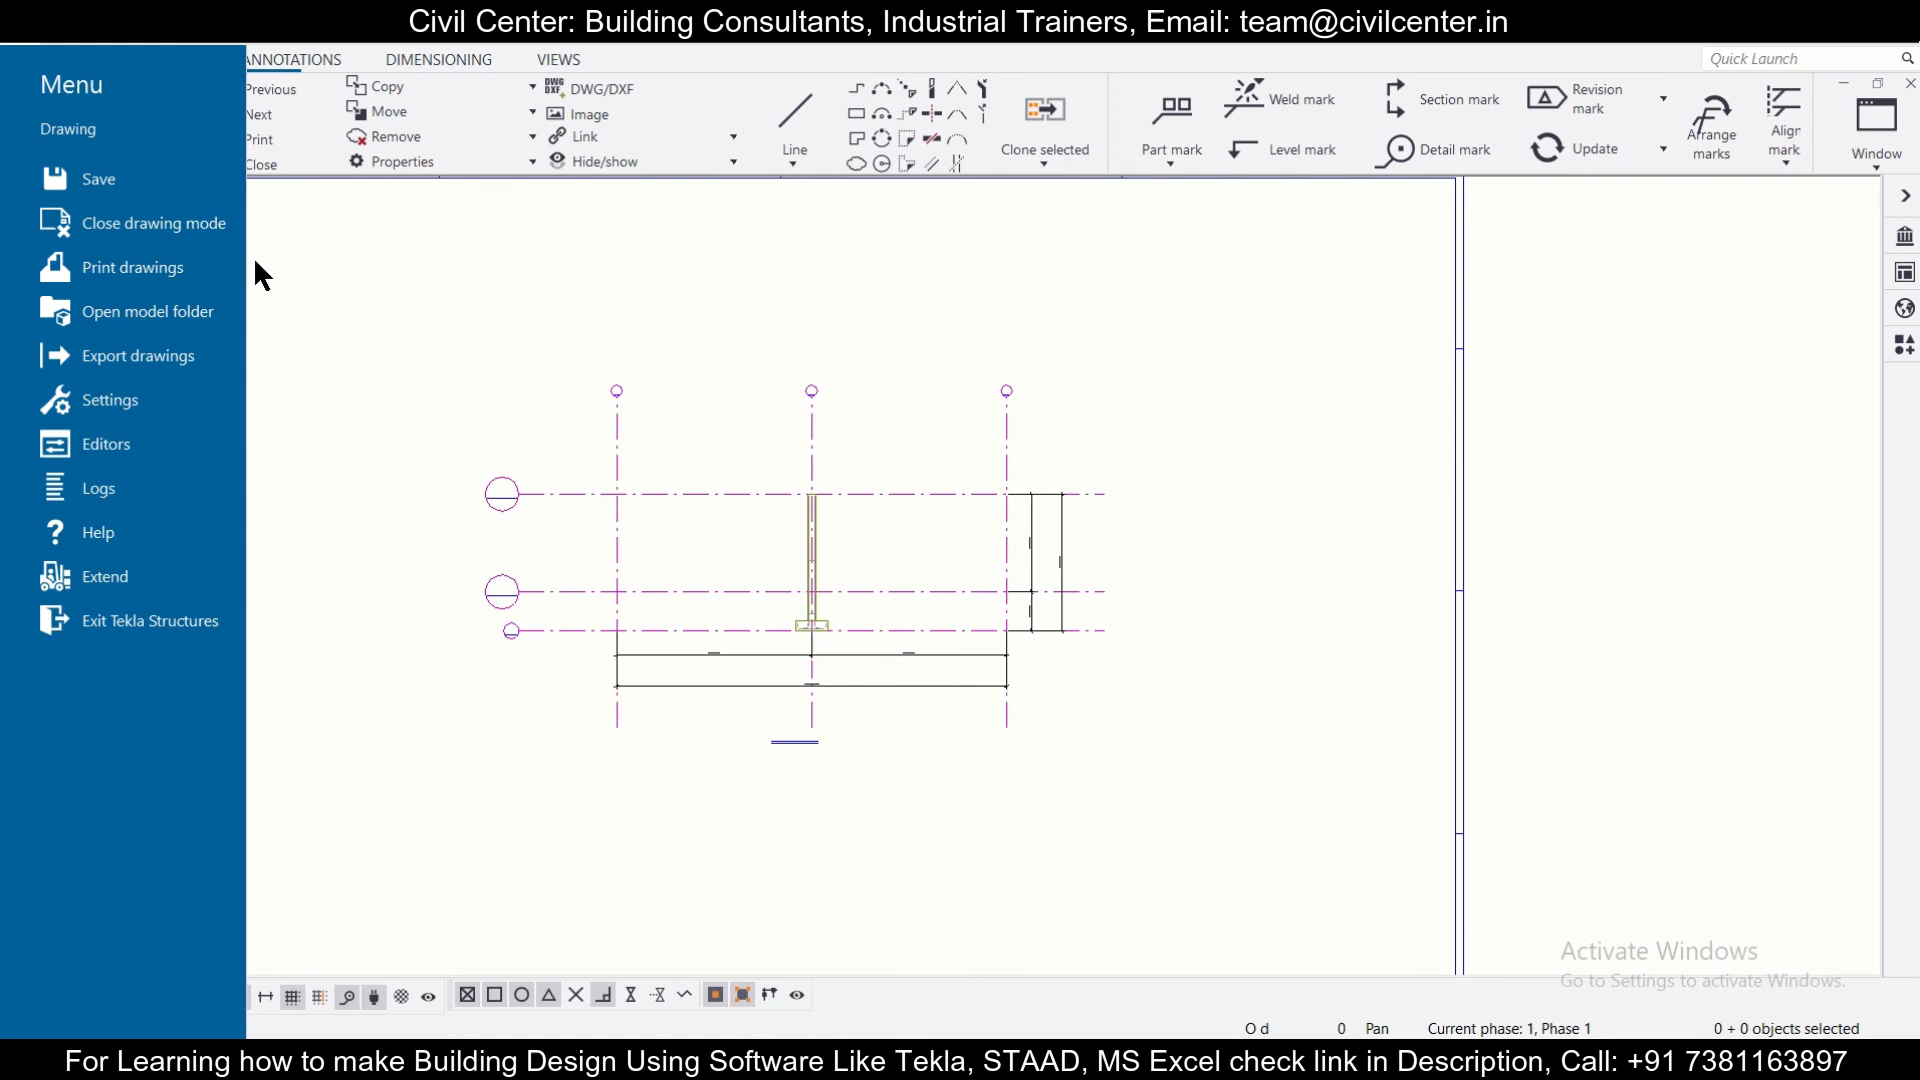 Civil Center: Building Consultants, Industrial Trainers, Email: team@civilcenter.in
Menu
Drawing
Save
Close drawing mode
Print drawings
Open model folder
Export drawings
Settings
Editors
Logs
Help
Extend
Exit Tekla Structures
ANNOTATIONS DIMENSIONING VIEWS
Quick Launch
Previous
Next
Print
Close
Copy
Move
Remove
Properties
DWG DXF DWG/DXF
Image
Link
Hide/show
Line
Clone selected
Part mark
Weld mark
Level mark
Section mark
Detail mark
Revision
mark
Update
Arrange
marks
Align
mark
Window
Activate Windows
Go to Settings to activate Windows.
O d 0 Pan Current phase: 1, Phase 1 0 + 0 objects selected
For Learning how to make Building Design Using Software Like Tekla, STAAD, MS Excel check link in Description, Call: +91 7381163897